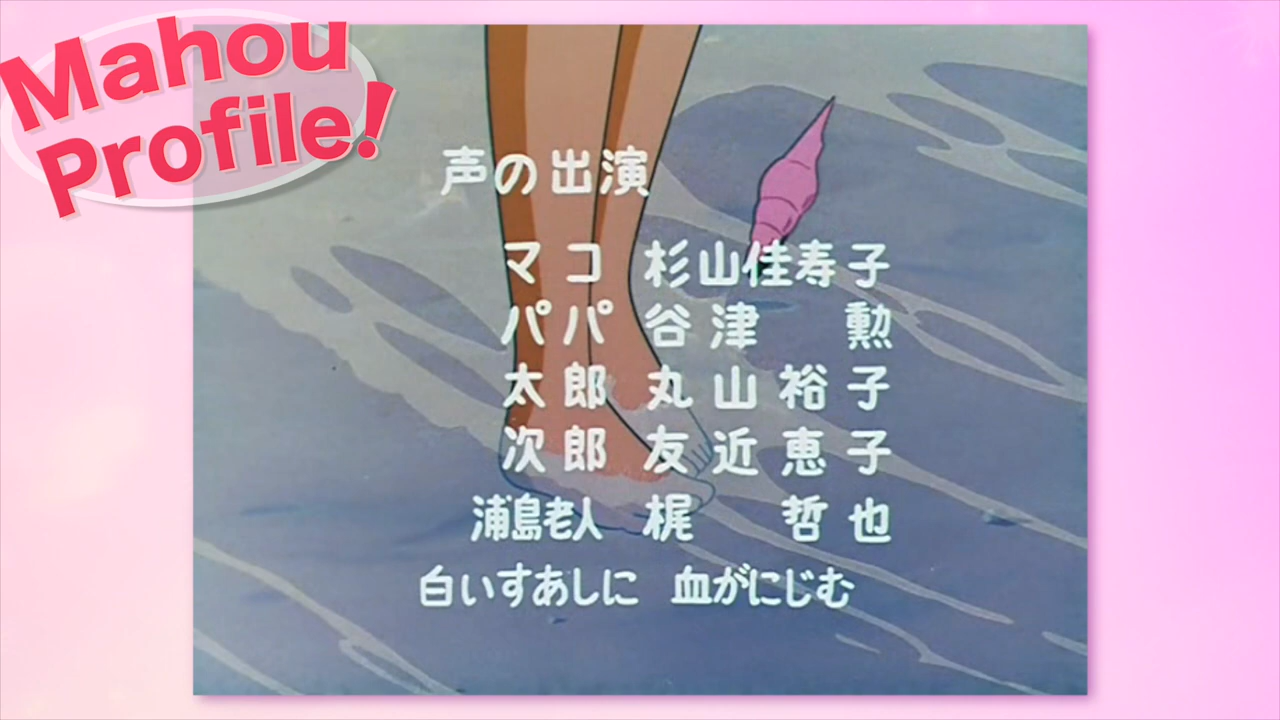 Mahou
Profile!
声の出演
マコ 杉山佳寿子
パパ 谷津 勲
太郎 丸山裕子
次郎 友近恵子
浦島老人 梶 哲也
白いすあしに 血がにじむ